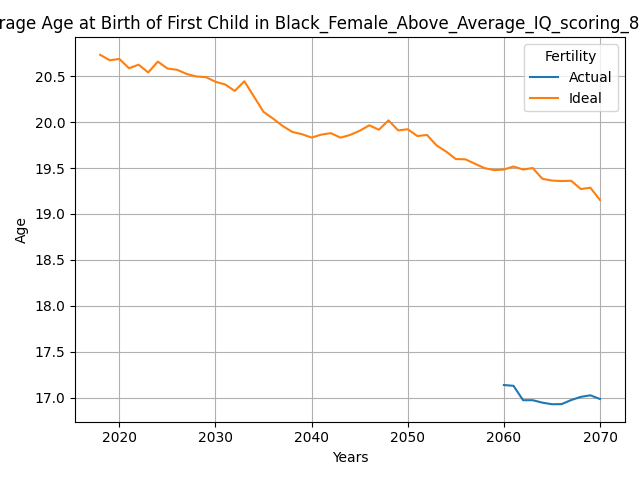 rage Age at Birth of First Child in Black_Female_Above_Average_IQ_scoring_8
Fertility
Actual
Ideal
20.5
20.0
19.5
19.0
18.5
18.0
17.5
17.0
Age
2020 2030 2040 2050 2060 2070
Years